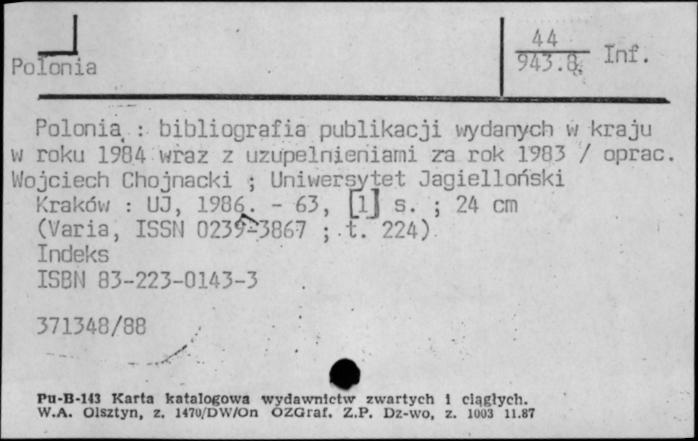 44
943.8. Inf.
Polonia
Polonia : bibliografia publikacji wydanych w kraju
w roku 1984 wraz z uzupelnieniami za rok 1983 / oprac.
Wojciech Chojnacki ; Uniwersytet Jagielloński
Kraków : UJ, 1986. - 63, [1] s. ; 24 cm
(Varia, ISSN 0239-3867 ; t. 224)
Indeks
ISBN 83-223-0143-3
371348/88
Pu-B-143 Karta katalogowa wydawnictw zwartych i ciągłych.
W.A. Olsztyn, z. 1470/DW/On OZGraf. Z.P. Dz-wo, z. 1003 11.87